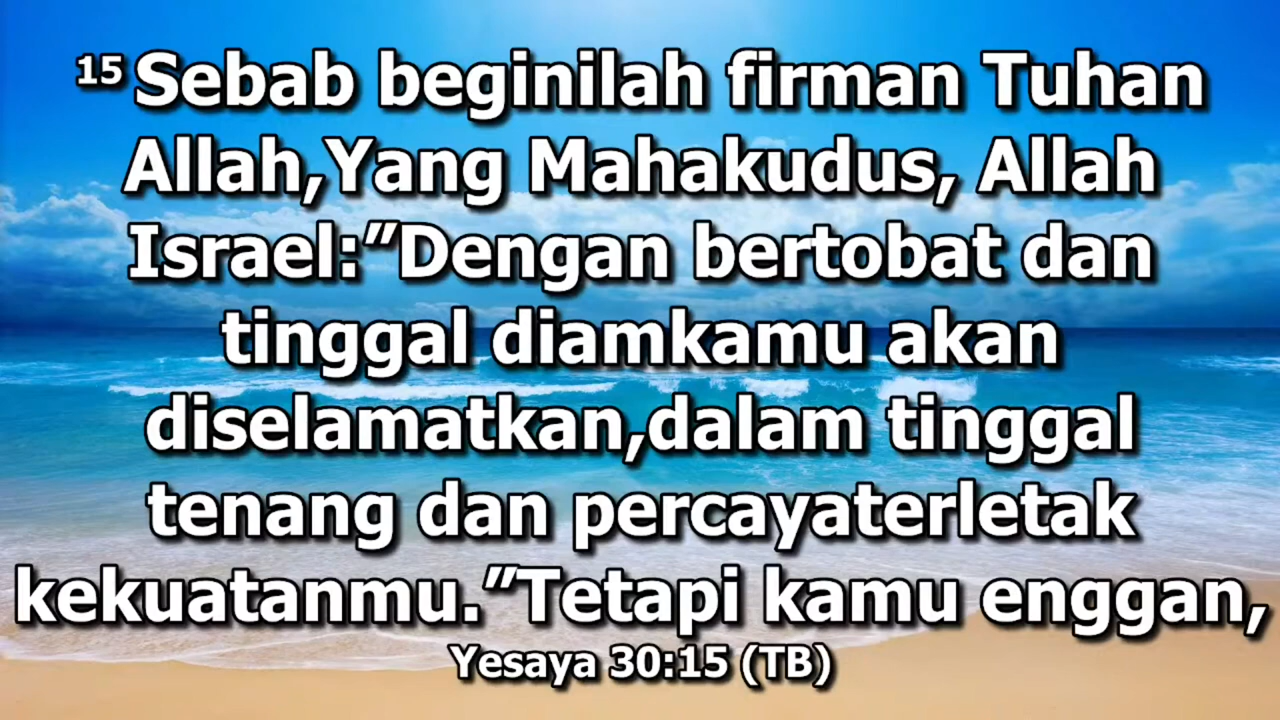 15 Sebab beginilah firman Tuhan
Allah,Yang Mahakudus, Allah
Israel:”Dengan bertobat dan
tinggal diamkamu akan
diselamatkan,dalam tinggal
tenang dan percayaterletak
kekuatanmu.”Tetapi kamu enggan,
Yesaya 30:15 (TB)